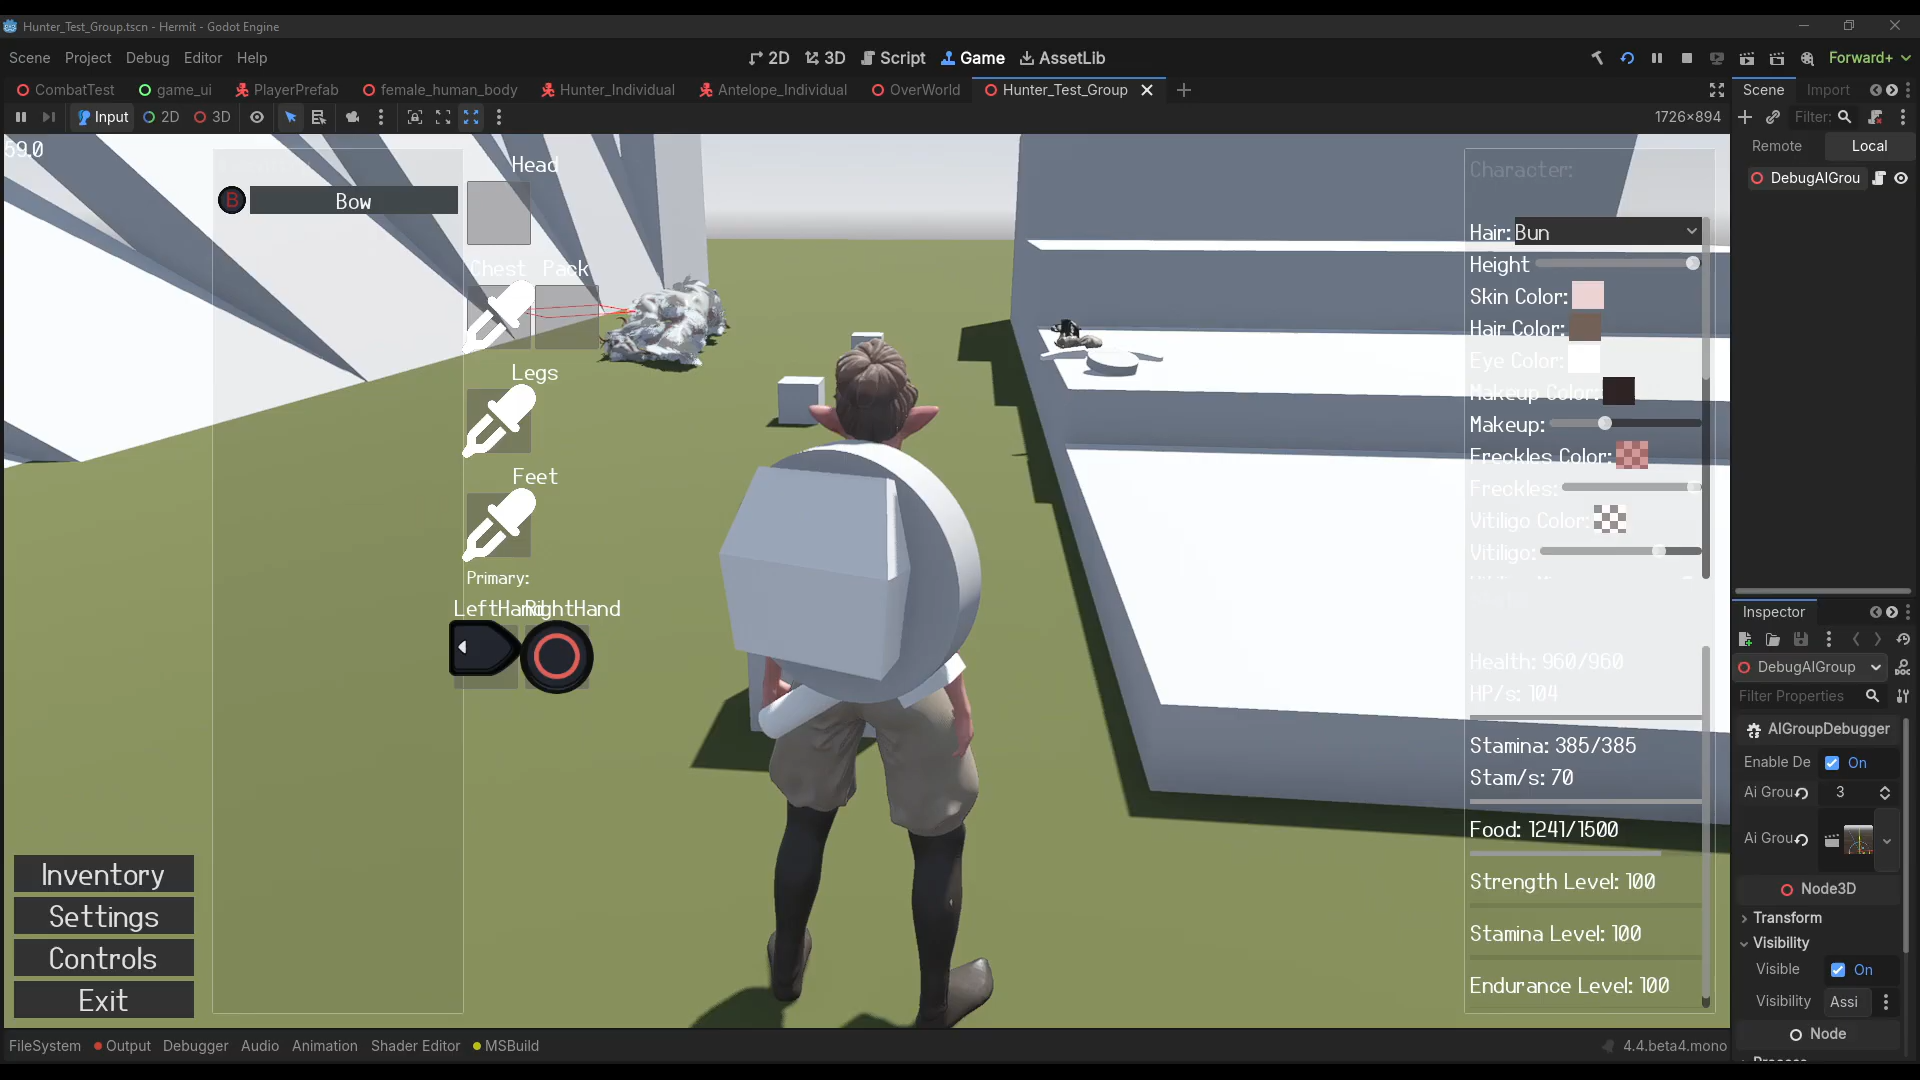 Hunter_Test_Group.tscn - Hermit - Godot Engine
Scene Project Debug Editor Help
2D 3D Script Game AssetLib
Forward+
CombatTest game_ui PlayerPrefab female_human_body Hunter_Individual Antelope_Individual OverWorld Hunter_Test_Group
Scene Import
Input 2D 3D
1726×894
Filter:
Remote Local
DebugAIGrou
59.0
Bow
B
Head
Chest Pack
Legs
Feet
Primary:
LeftHand RightHand
Inventory
Settings
Controls
Exit
Character:
Hair: Bun
Height
Skin Color:
Hair Color:
Eye Color:
Makeup Color:
Makeup:
Freckles Color:
Freckles:
Vitiligo Color:
Vitiligo:
Health: 960/960
HP/s: 104
Stamina: 385/385
Stam/s: 70
Food: 1241/1500
Strength Level: 100
Stamina Level: 100
Endurance Level: 100
Inspector
DebugAIGroup
Filter Properties
AIGroupDebugger
Enable De On
Ai Grou 3
Ai Grou
Node3D
Transform
Visibility
Visible On
Visibility Assi
Node
FileSystem Output Debugger Audio Animation Shader Editor MSBuild
4.4.beta4.mono